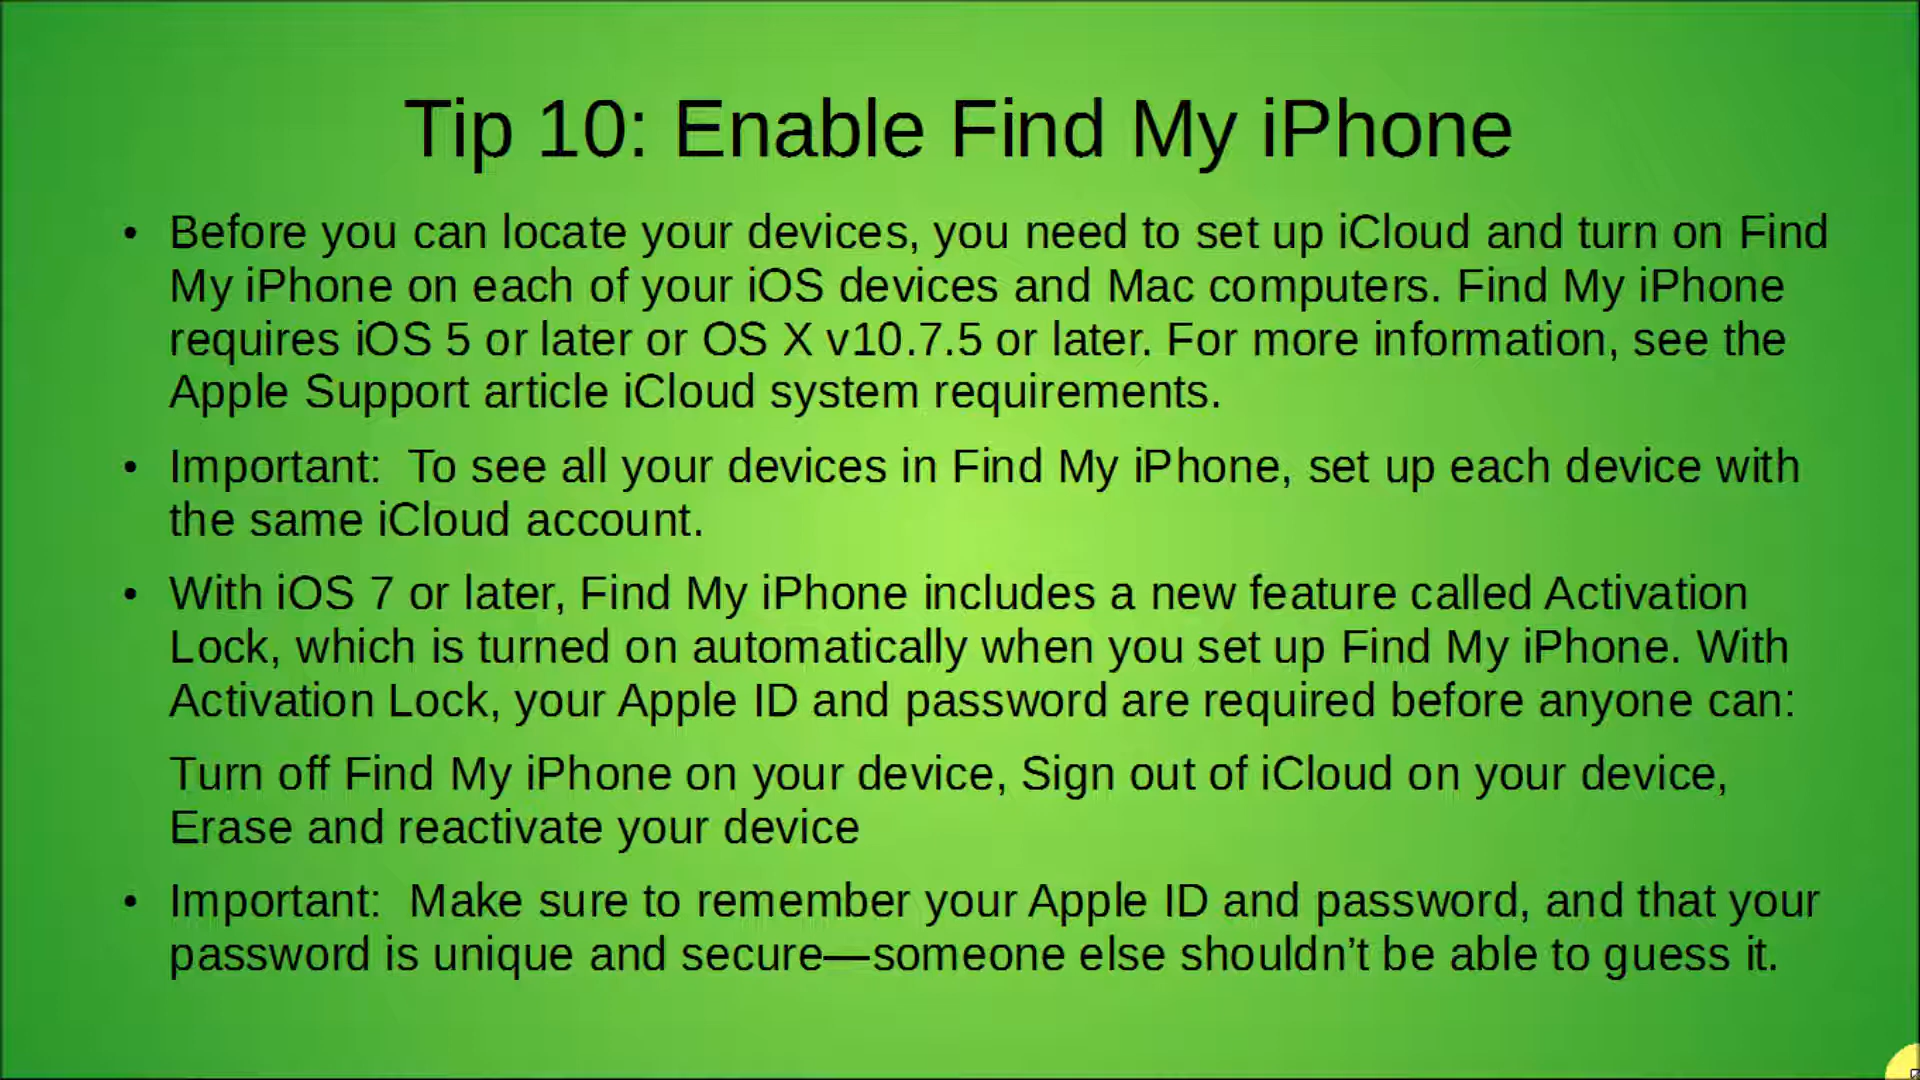 Tip 10: Enable Find My iPhone
• Before you can locate your devices, you need to set up iCloud and turn on Find
My iPhone on each of your iOS devices and Mac computers. Find My iPhone
requires iOS 5 or later or OS X v10.7.5 or later. For more information, see the
Apple Support article iCloud system requirements.
• Important:  To see all your devices in Find My iPhone, set up each device with
the same iCloud account.
• With iOS 7 or later, Find My iPhone includes a new feature called Activation
Lock, which is turned on automatically when you set up Find My iPhone. With
Activation Lock, your Apple ID and password are required before anyone can:
Turn off Find My iPhone on your device, Sign out of iCloud on your device,
Erase and reactivate your device
• Important:  Make sure to remember your Apple ID and password, and that your
password is unique and secure—someone else shouldn’t be able to guess it.